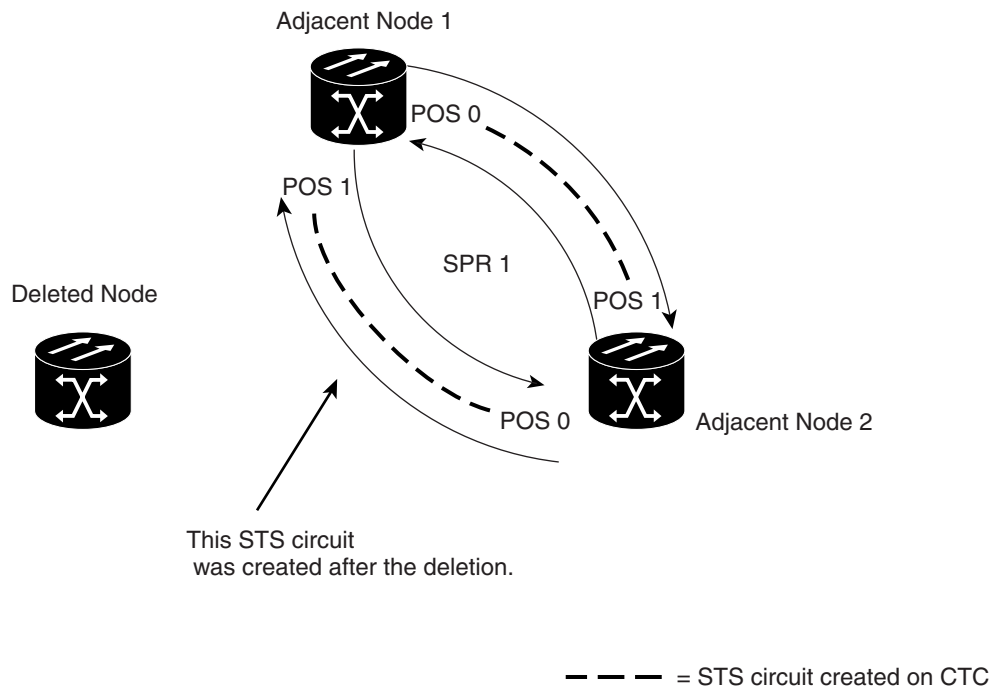 Adjacent Node 1
POS 0
POS 1
SPR 1
Deleted Node
POS 1
POS 0
Adjacent Node 2
This STS circuit
was created after the deletion.
= STS circuit created on CTC